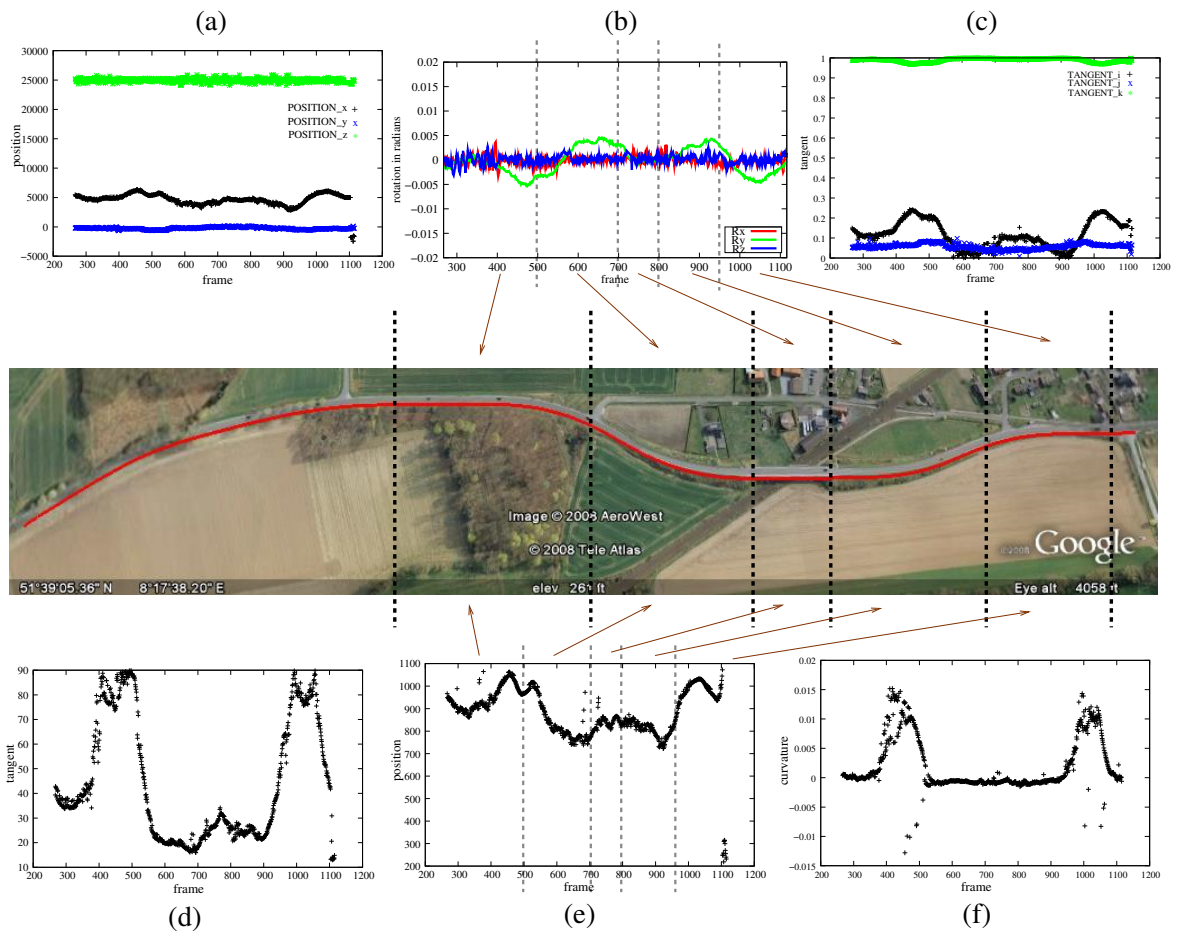 (a)
(b)
(c)
30000
25000
20000
15000
10000
5000
0
−5000
position
200 300 400 500 600 700 800 900 1000 1100 1200
frame
POSITION_x
POSITION_y
POSITION_z
0.02
0.015
0.01
0.005
0
−0.005
−0.01
−0.015
−0.02
rotation in radians
300 400 500 600 700 800 900 1000 1100
frame
Rx
Ry
Rz
1
0.9
0.8
0.7
0.6
0.5
0.4
0.3
0.2
0.1
0
tangent
200 300 400 500 600 700 800 900 1000 1100 1200
frame
TANGENT_i
TANGENT_j
TANGENT_k
Image © 2008 AeroWest
© 2008 Tele Atlas
©2008 Google
51°39'05.36" N 8°17'38.20" E elev 261 ft Eye alt 4058 ft
90
80
70
60
50
40
30
20
10
tangent
200 300 400 500 600 700 800 900 1000 1100 1200
frame
1100
1000
900
800
700
600
500
400
300
200
position
200 300 400 500 600 700 800 900 1000 1100 1200
frame
0.02
0.015
0.01
0.005
0
−0.005
−0.01
−0.015
curvature
200 300 400 500 600 700 800 900 1000 1100 1200
frame
(d)
(e)
(f)